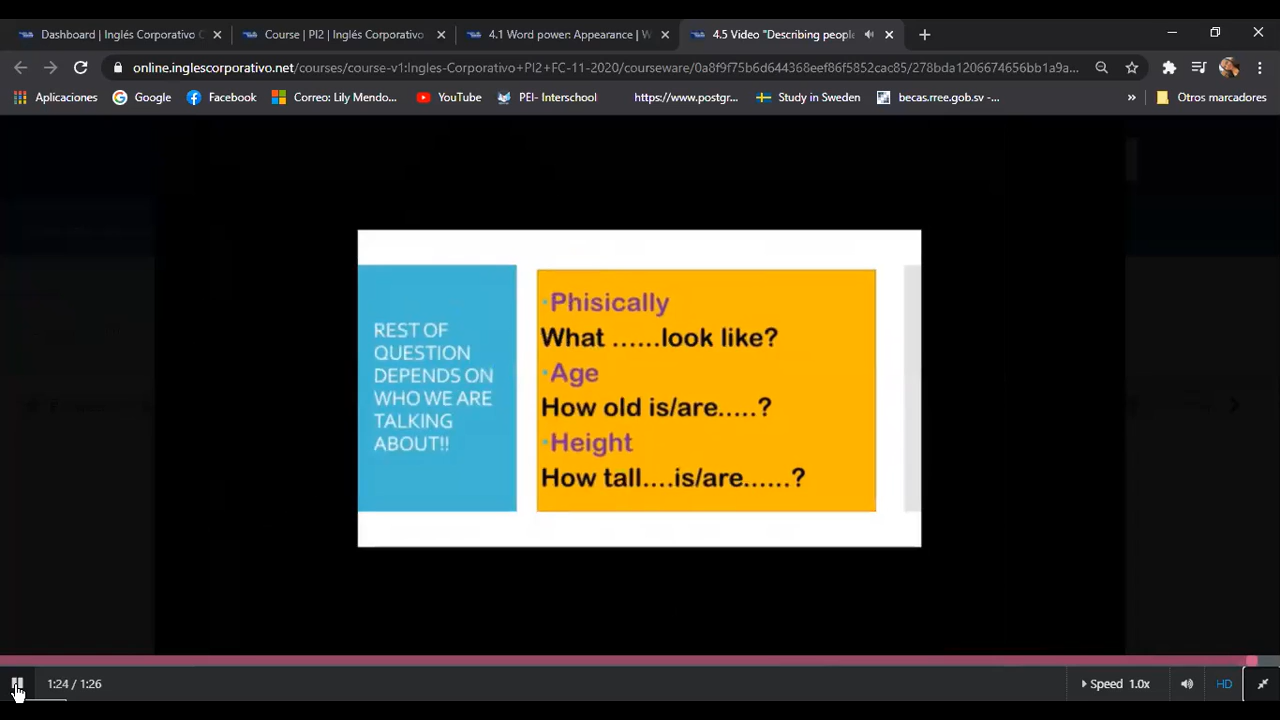 Dashboard | Inglés Corporativo C
Course | PI2 | Inglés Corporativo
4.1 Word power: Appearance | W
4.5 Video "Describing people
online.inglescorporativo.net/courses/course-v1:Ingles-Corporativo+PI2+FC-11-2020/courseware/0a8f9f75b6d644368eef86f5852cac85/278bda1206674656bb1a9a...
Aplicaciones
Google
Facebook
Correo: Lily Mendo...
YouTube
PEI- Interschool
https://www.postgr...
Study in Sweden
becas.rree.gob.sv -...
»
Otros marcadores
REST OF
QUESTION
DEPENDS ON
WHO WE ARE
TALKING
ABOUT!!
·Phisically
What ......look like?
·Age
How old is/are.....?
·Height
How tall....is/are......?
1:24 / 1:26
Speed 1.0x
HD